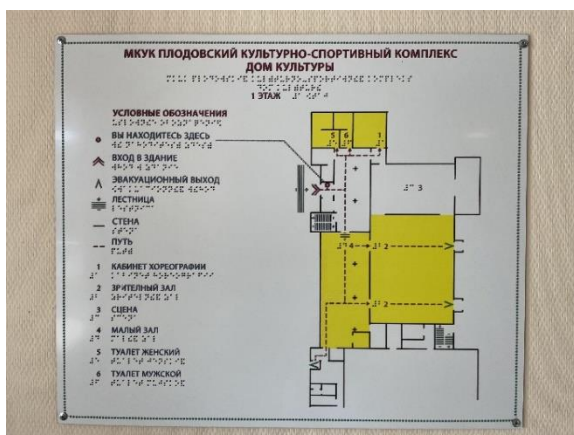 МКУК ПЛОДОВСКИЙ КУЛЬТУРНО-СПОРТИВНЫЙ КОМПЛЕКС
ДОМ КУЛЬТУРЫ
1 ЭТАЖ
УСЛОВНЫЕ ОБОЗНАЧЕНИЯ
ВЫ НАХОДИТЕСЬ ЗДЕСЬ
ВХОД В ЗДАНИЕ
ЭВАКУАЦИОННЫЙ ВЫХОД
ЛЕСТНИЦА
СТЕНА
ПУТЬ
1 КАБИНЕТ ХОРЕОГРАФИИ
2 ЗРИТЕЛНЫЙ ЗАЛ
3 СЦЕНА
4 МАЛЫЙ ЗАЛ
5 ТУАЛЕТ ЖЕНСКИЙ
6 ТУАЛЕТ МУЖСКОЙ
5 6 1
3
4 2
2